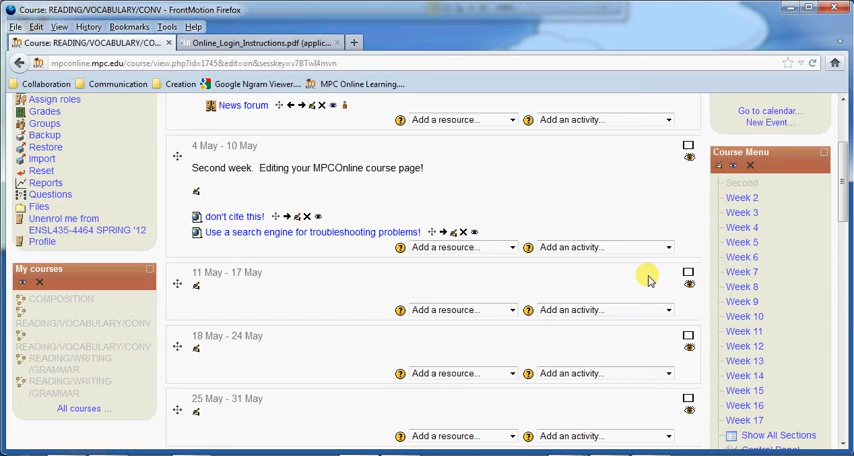 Course: READING/VOCABULARY/CONV - FrontMotion Firefox
File Edit View History Bookmarks Tools Help
Course: READING/VOCABULARY/CO... × Online_Login_Instructions.pdf (applic... × +
mpconline.mpc.edu/course/view.php?id=1745&edit=on&sesskey=v7BTwl4mvn
Collaboration Communication Creation Google Ngram Viewer.... MPC Online Learning....
Assign roles
Grades
Groups
Backup
Restore
Import
Reset
Reports
Questions
Files
Unenrol me from
ENSL435-4464 SPRING '12
Profile
My courses
COMPOSITION
READING/VOCABULARY/CONV
READING/VOCABULARY/CONV
READING/WRITING
/GRAMMAR
READING/WRITING
/GRAMMAR
All courses ...
News forum
? Add a resource... ? Add an activity...
4 May - 10 May
Second week. Editing your MPCOnline course page!
don't cite this!
Use a search engine for troubleshooting problems!
? Add a resource... ? Add an activity...
11 May - 17 May
? Add a resource... ? Add an activity...
18 May - 24 May
? Add a resource... ? Add an activity...
25 May - 31 May
? Add a resource... ? Add an activity...
Go to calendar...
New Event...
Course Menu
Second
Week 2
Week 3
Week 4
Week 5
Week 6
Week 7
Week 8
Week 9
Week 10
Week 11
Week 12
Week 13
Week 14
Week 15
Week 16
Week 17
Show All Sections
Control Panel